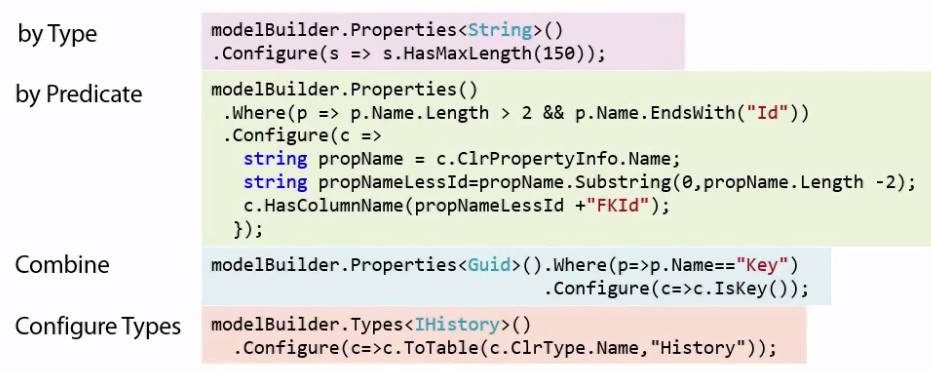 by Type
modelBuilder.Properties<String>()
.Configure(s => s.HasMaxLength(150));
by Predicate
modelBuilder.Properties()
.Where(p => p.Name.Length > 2 && p.Name.EndsWith("Id"))
.Configure(c =>
string propName = c.ClrPropertyInfo.Name;
string propNameLessId=propName.Substring(0,propName.Length -2);
c.HasColumnName(propNameLessId +"FKId");
});
Combine
modelBuilder.Properties<Guid>().Where(p=>p.Name=="Key")
.Configure(c=>c.IsKey());
Configure Types
modelBuilder.Types<IHistory>()
.Configure(c=>c.ToTable(c.ClrType.Name,"History"));